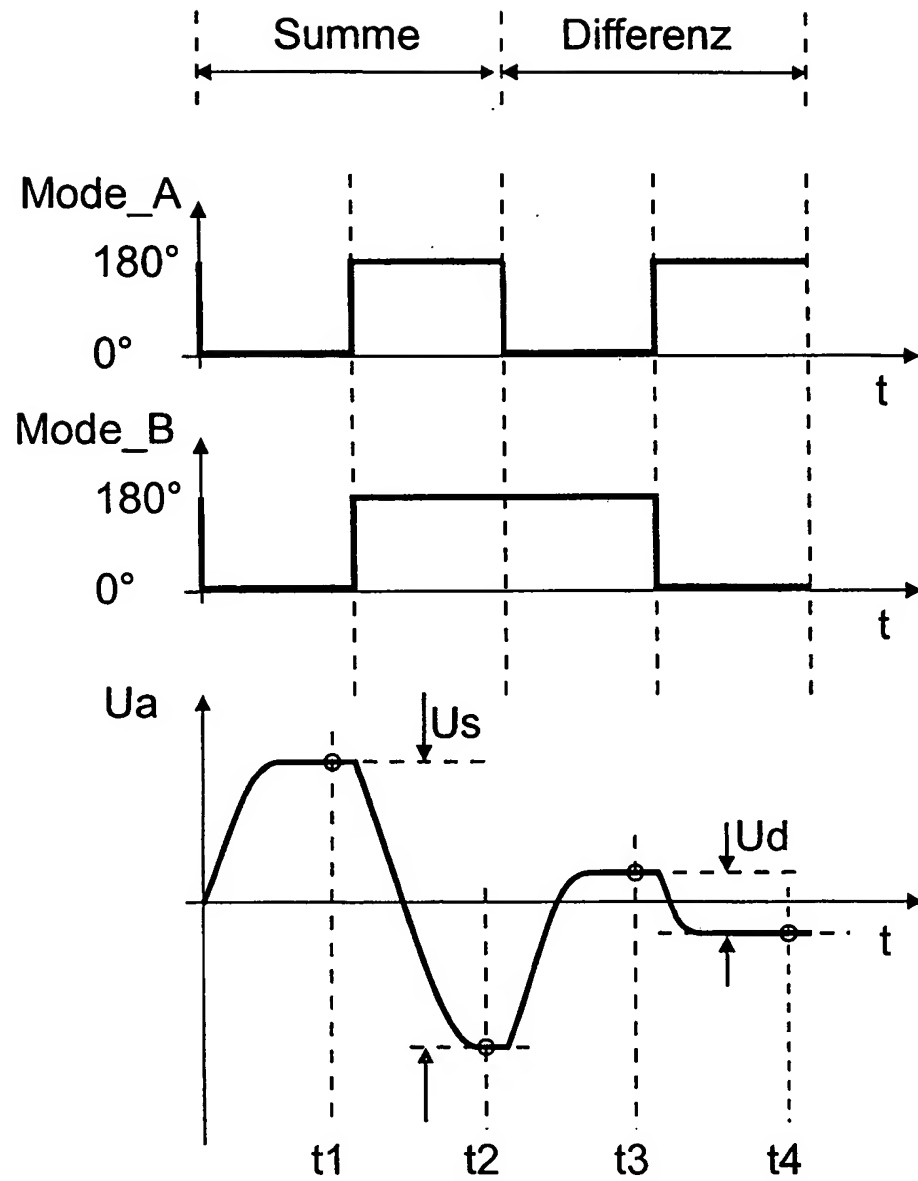 Summe Differenz
Mode_A
180°
0°
t
Mode_B
180°
0°
t
Ua
Us
Ud
t
t1 t2 t3 t4